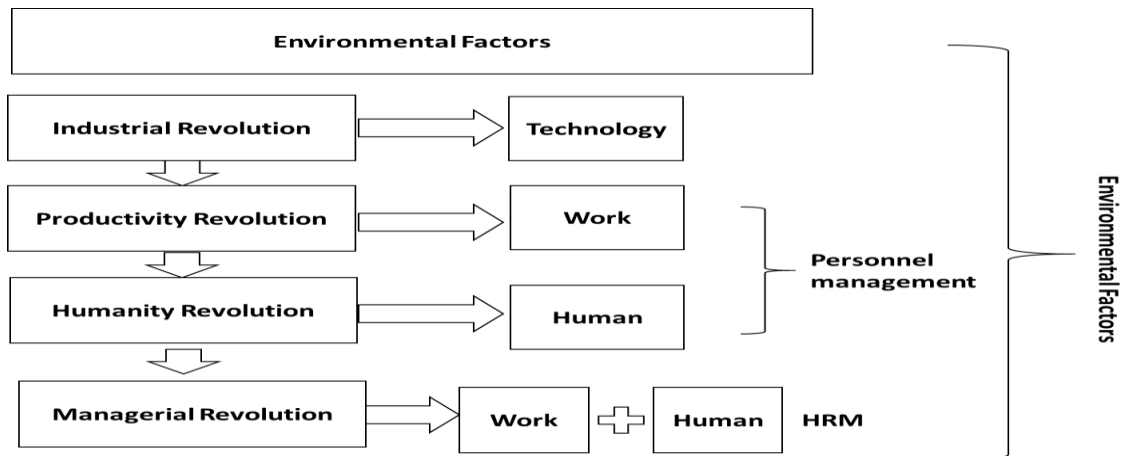 Environmental Factors
Industrial Revolution
Technology
Productivity Revolution
Work
Humanity Revolution
Human
Personnel
management
Managerial Revolution
Work
Human
HRM
Environmental Factors